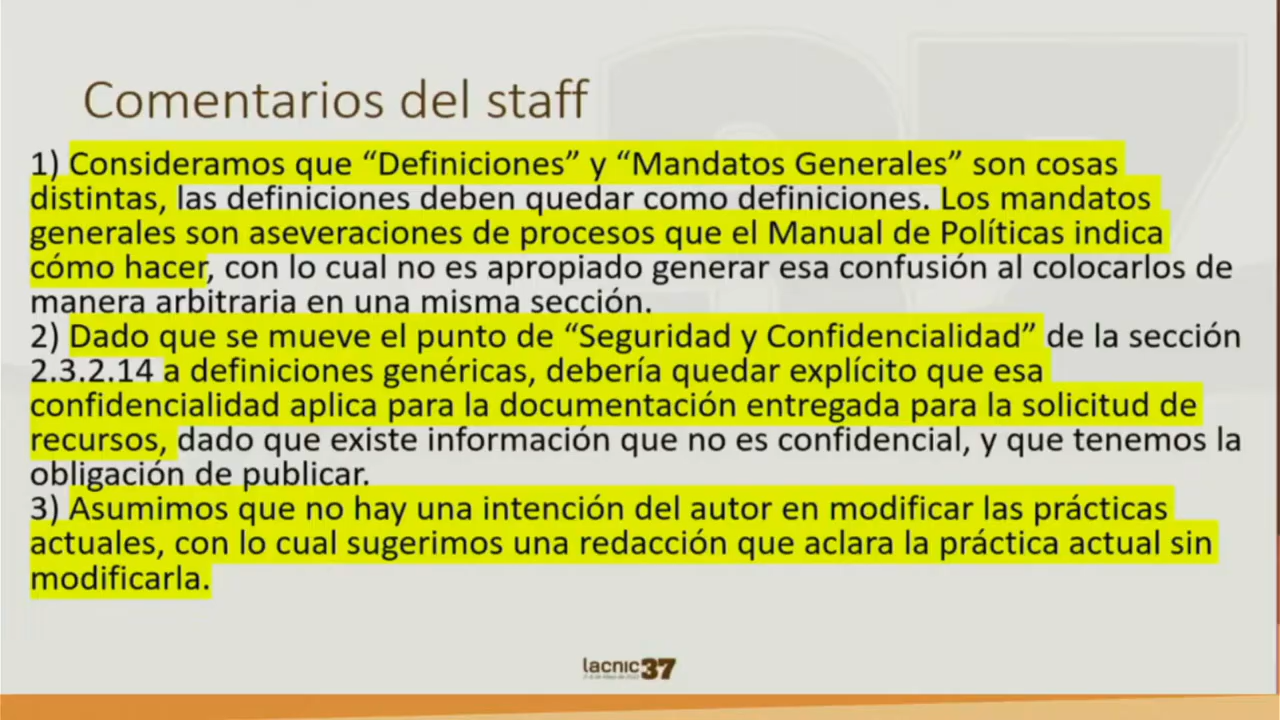 Comentarios del staff
1) Consideramos que “Definiciones” y “Mandatos Generales” son cosas
distintas, las definiciones deben quedar como definiciones. Los mandatos
generales son aseveraciones de procesos que el Manual de Políticas indica
cómo hacer, con lo cual no es apropiado generar esa confusión al colocarlos de
manera arbitraria en una misma sección.
2) Dado que se mueve el punto de “Seguridad y Confidencialidad” de la sección
2.3.2.14 a definiciones genéricas, debería quedar explícito que esa
confidencialidad aplica para la documentación entregada para la solicitud de
recursos, dado que existe información que no es confidencial, y que tenemos la
obligación de publicar.
3) Asumimos que no hay una intención del autor en modificar las prácticas
actuales, con lo cual sugerimos una redacción que aclara la práctica actual sin
modificarla.
lacnic37